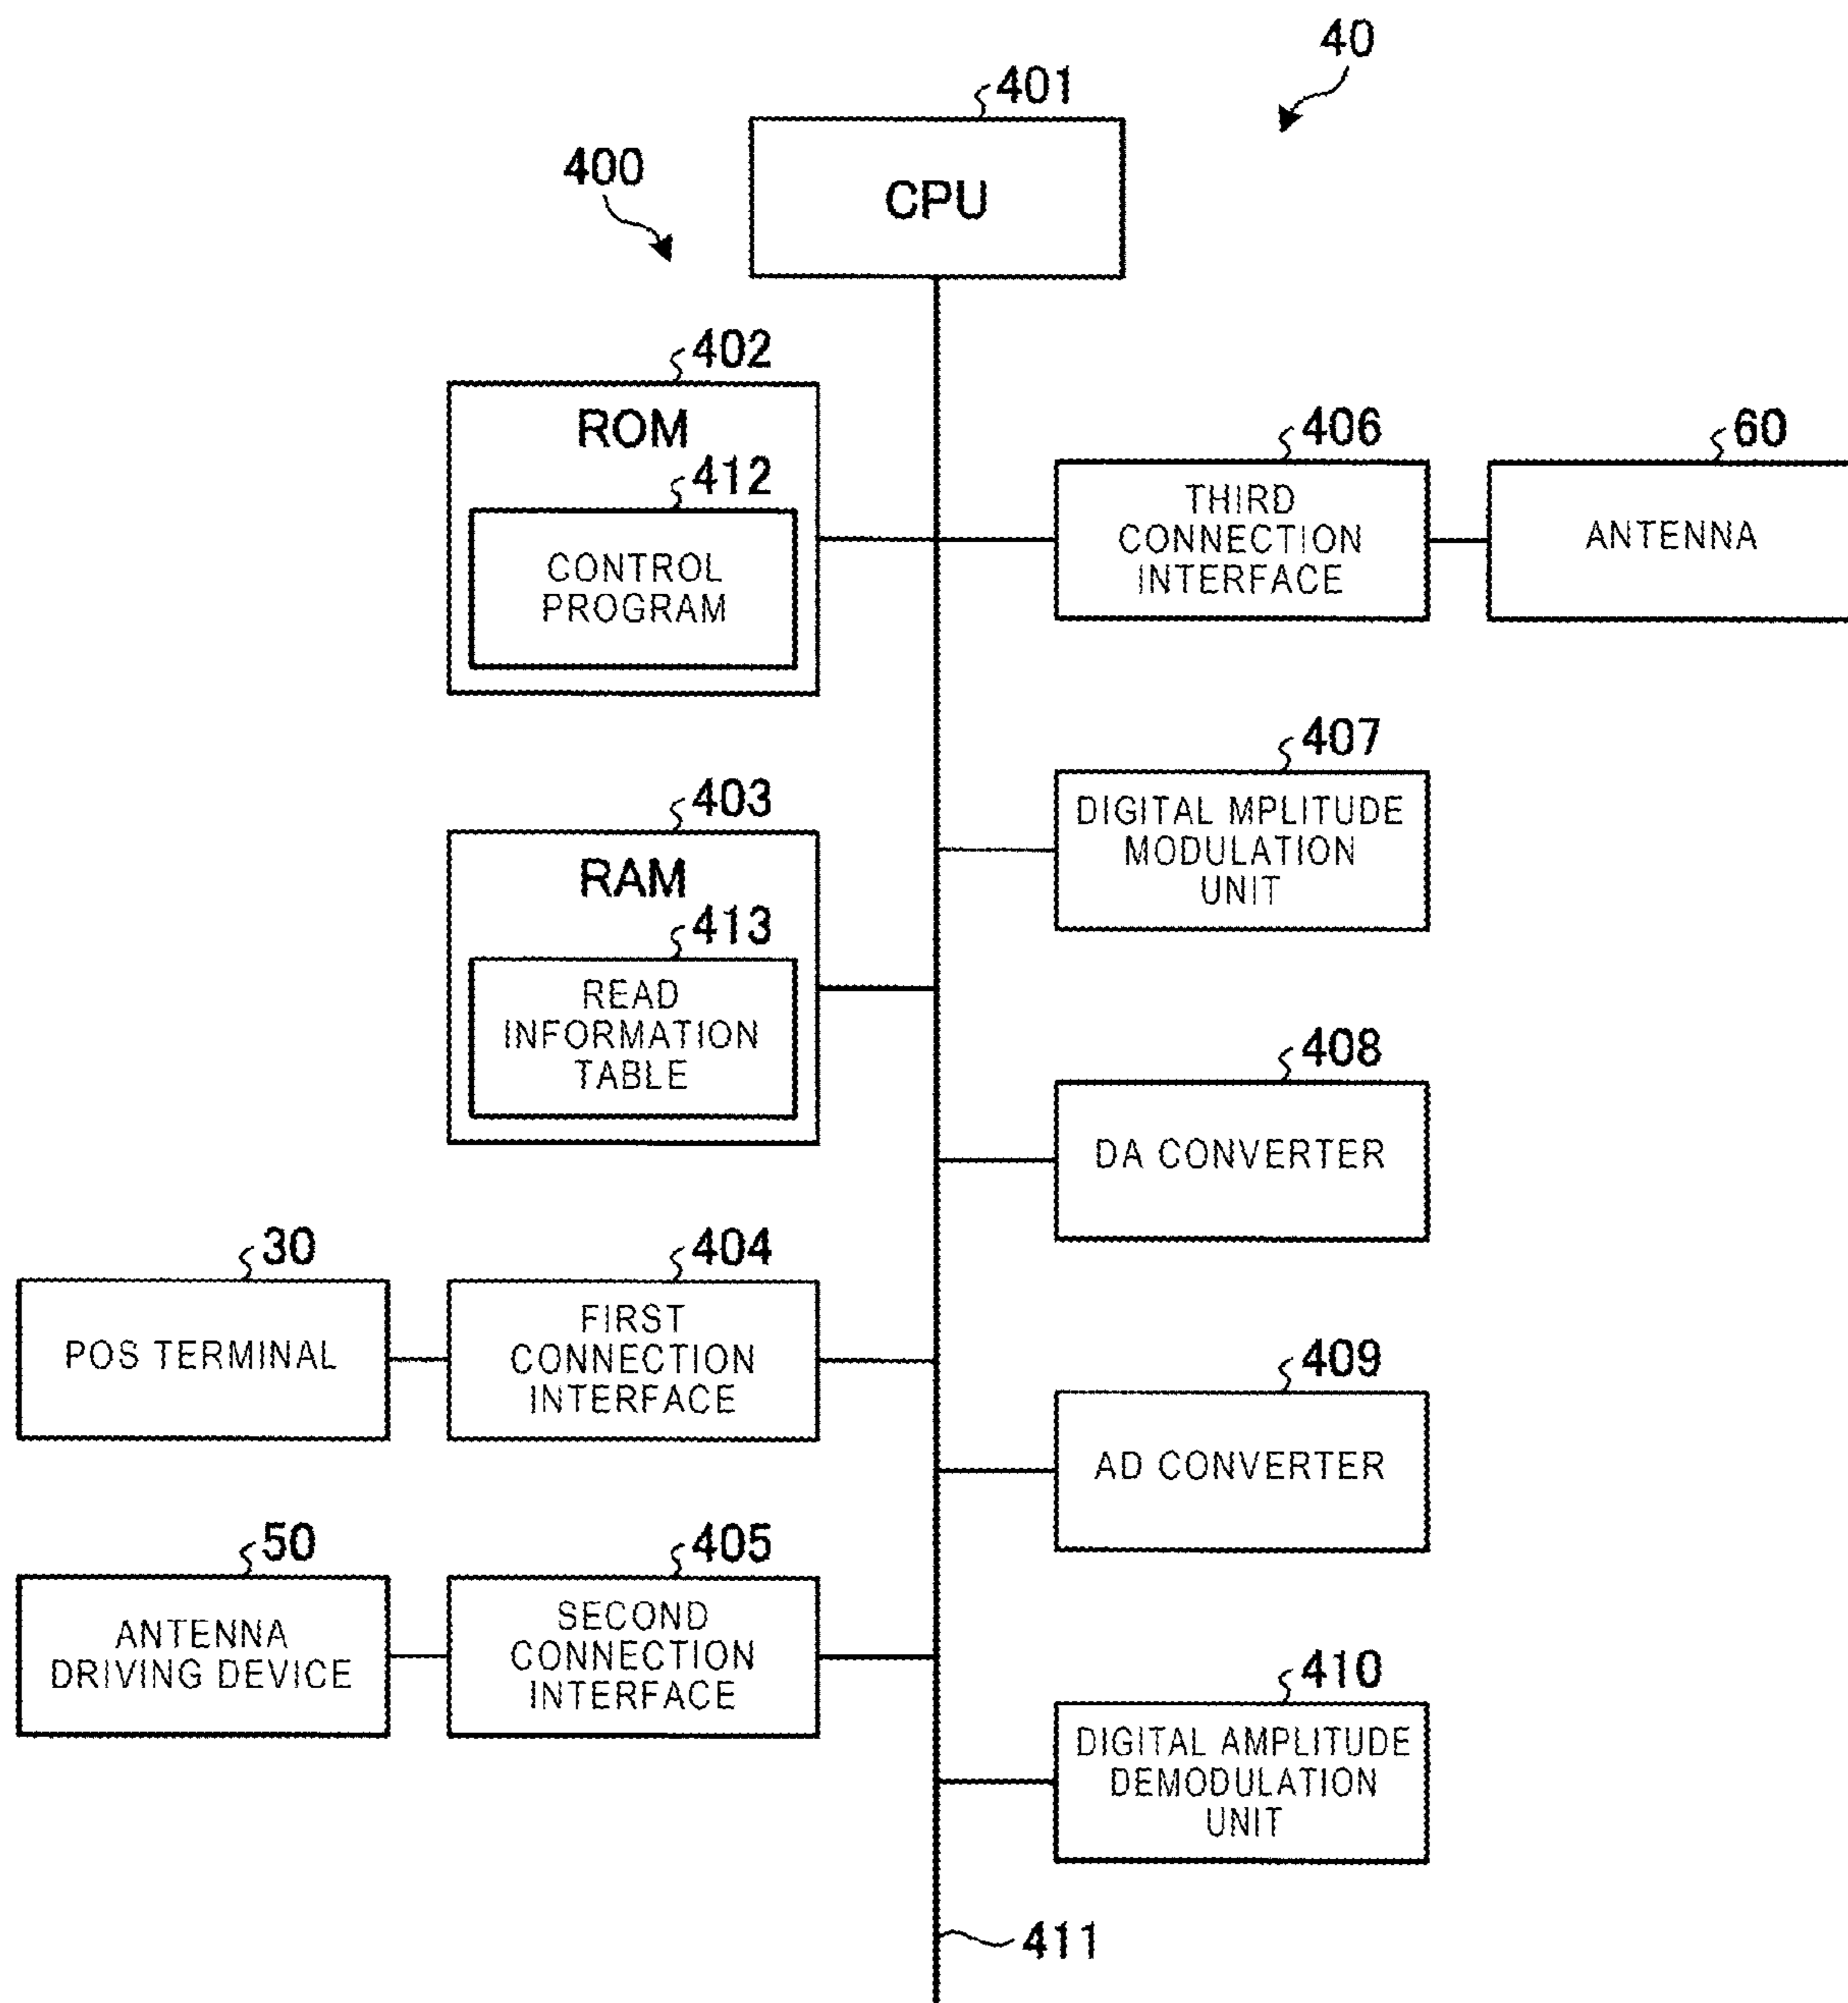 40
401
CPU
400
402
ROM
412
CONTROL
PROGRAM
406
THIRD
CONNECTION
INTERFACE
60
ANTENNA
407
DIGITAL MPLITUDE
MODULATION
UNIT
403
RAM
413
READ
INFORMATION
TABLE
408
DA CONVERTER
30
POS TERMINAL
404
FIRST
CONNECTION
INTERFACE
409
AD CONVERTER
50
ANTENNA
DRIVING DEVICE
405
SECOND
CONNECTION
INTERFACE
410
DIGITAL AMPLITUDE
DEMODULATION
UNIT
411